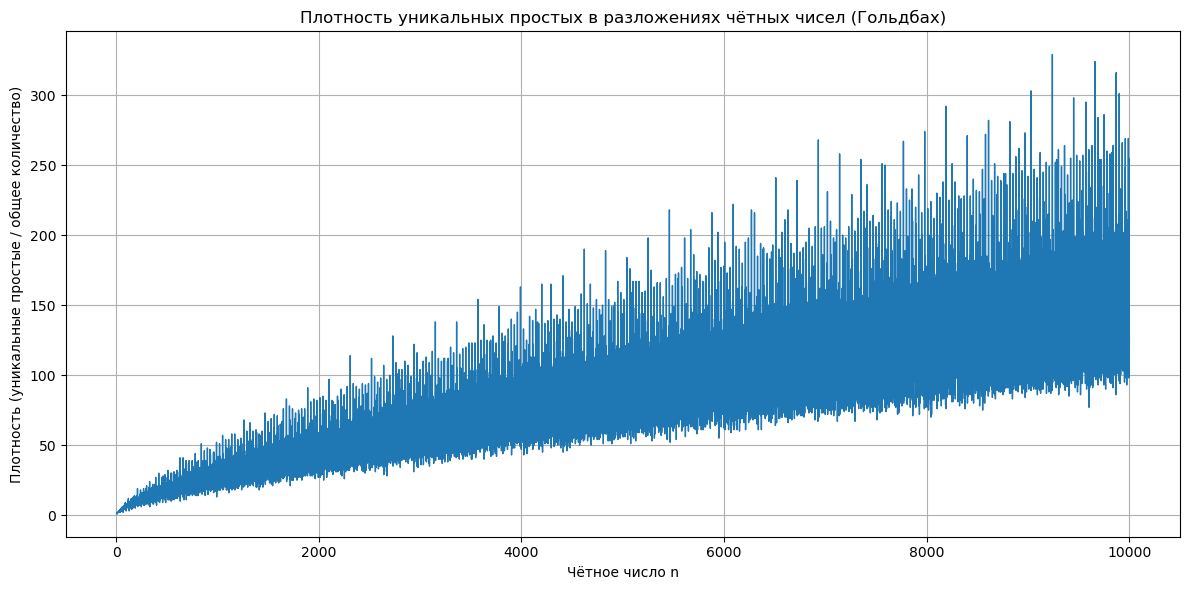 Плотность уникальных простых в разложениях чётных чисел (Гольдбах)
Плотность (уникальные простые / общее количество)
300
250
200
150
100
50
0
0 2000 4000 6000 8000 10000
Чётное число n